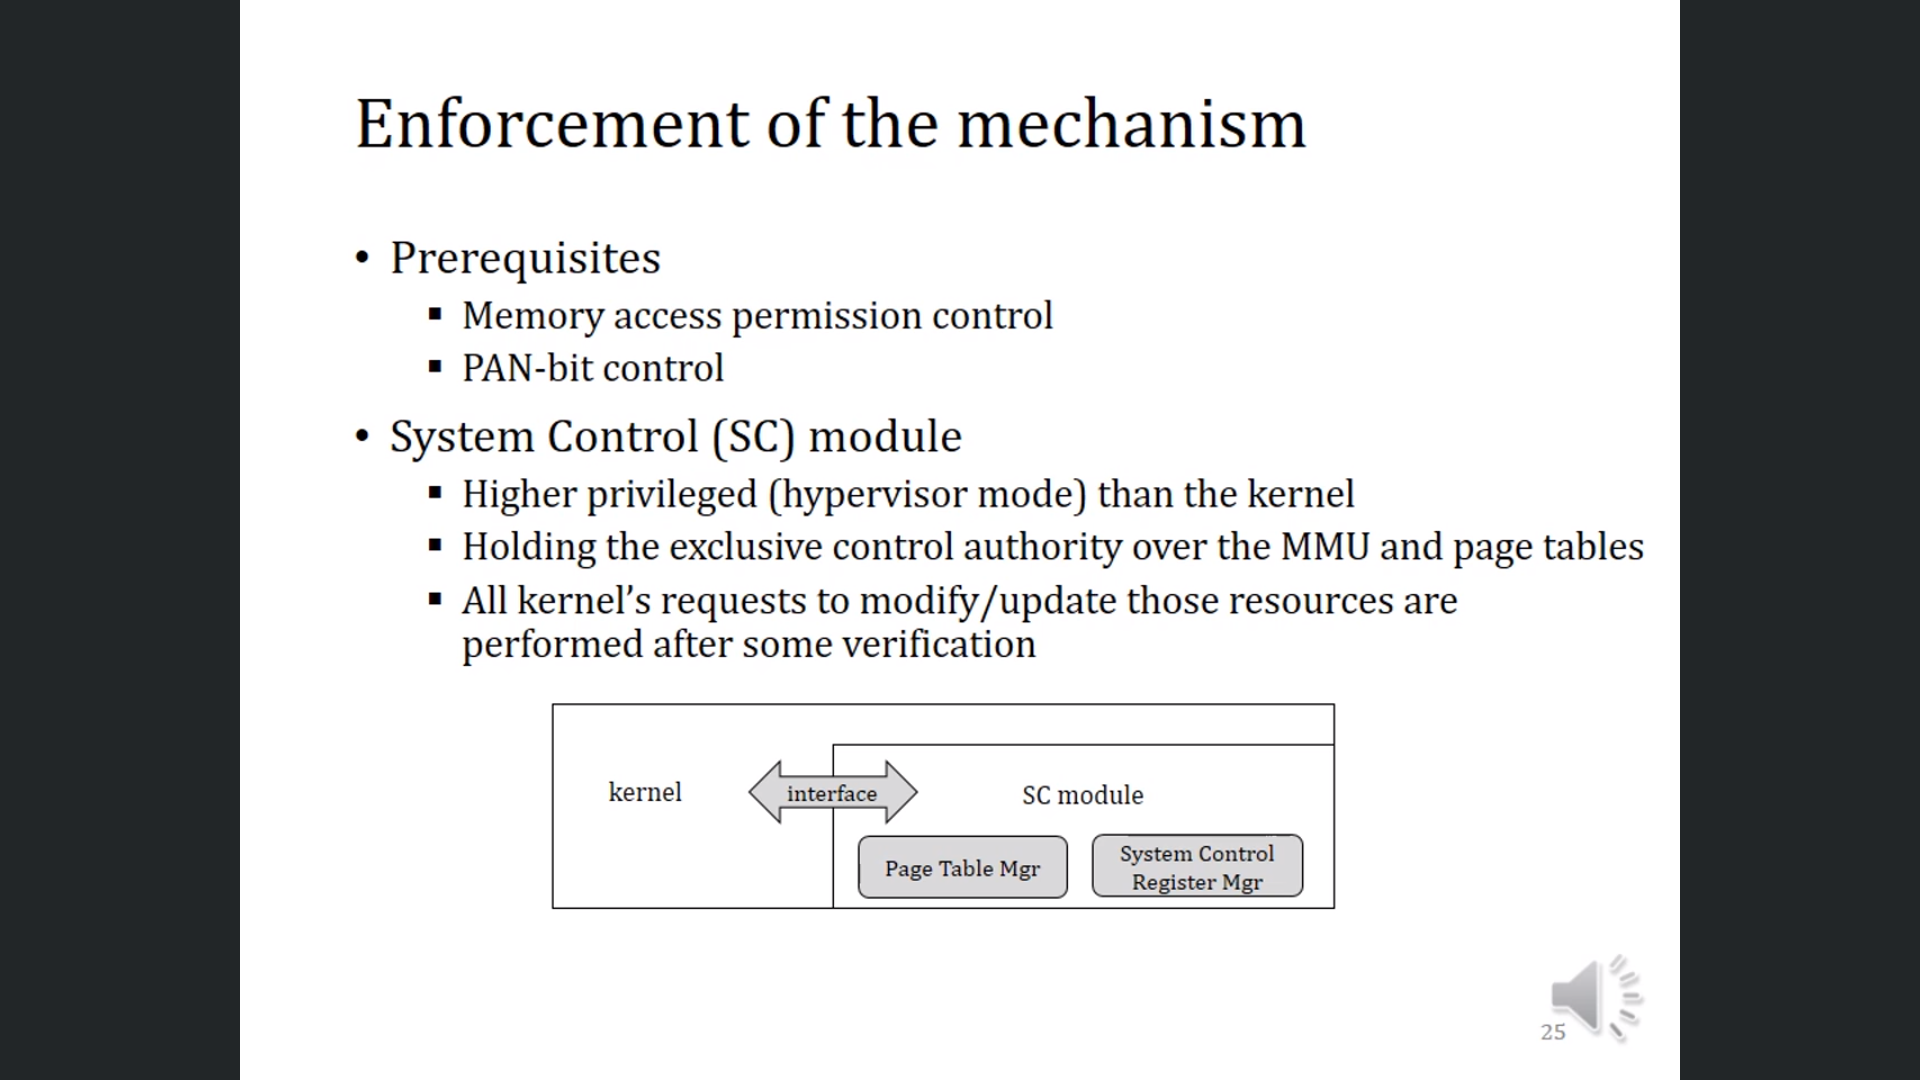 Enforcement of the mechanism
• Prerequisites
▪ Memory access permission control
▪ PAN-bit control
• System Control (SC) module
▪ Higher privileged (hypervisor mode) than the kernel
▪ Holding the exclusive control authority over the MMU and page tables
▪ All kernel’s requests to modify/update those resources are
performed after some verification
kernel
interface
SC module
Page Table Mgr
System Control
Register Mgr
25